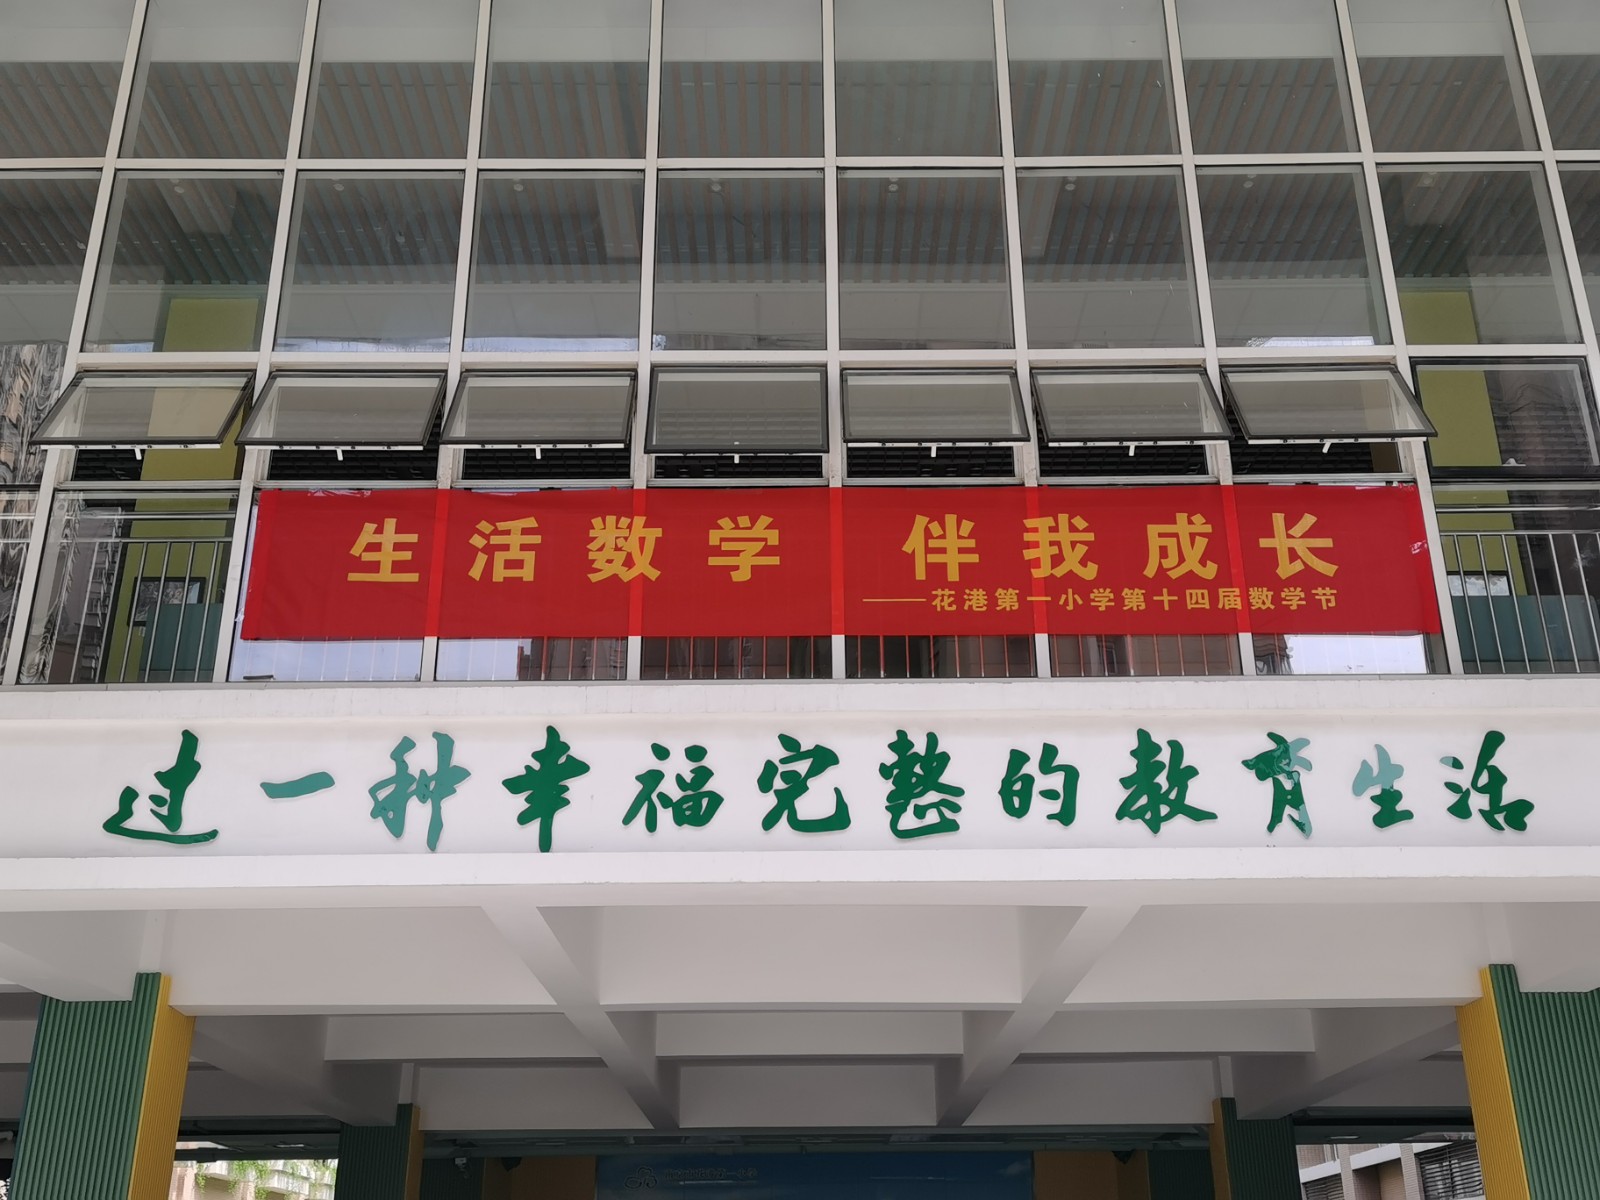 生活数学 伴我成长
——花港第一小学第十四届数学节
过一种幸福完整的教育生活